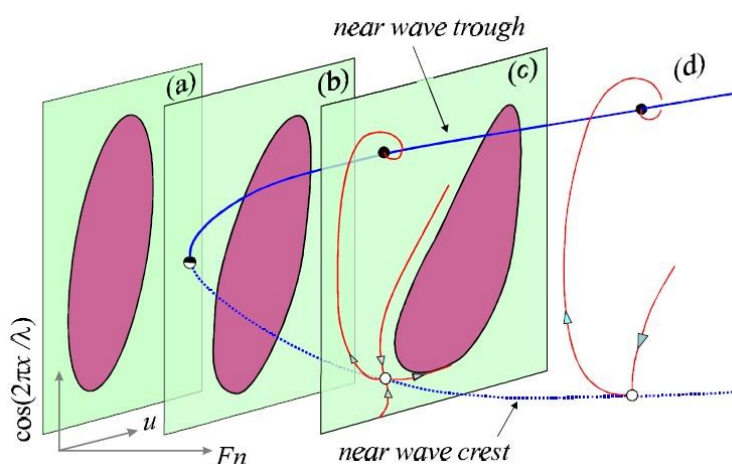 near wave
trough
(a)
(b)
(c)
(d)
cos(2πx /λ)
u
Fn
near wave crest